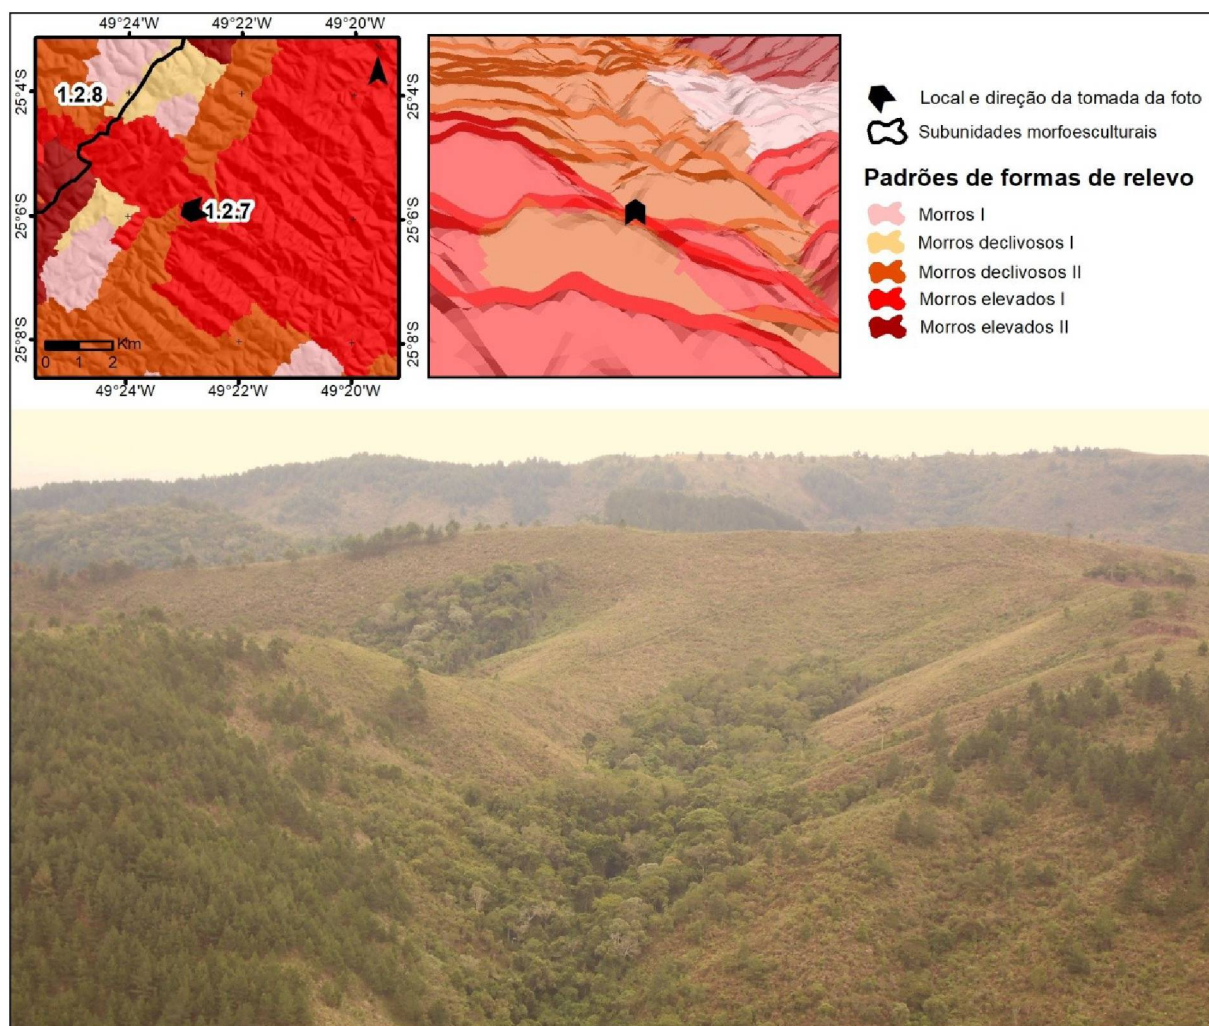 49°24'W 49°22'W 49°20'W
25°4'S
25°4'S
1.2.8
25°6'S
1.2.7
25°6'S
25°8'S
25°8'S
Km
0 1 2
49°24'W 49°22'W 49°20'W
Local e direção da tomada da foto
Subunidades morfoesculturais
Padrões de formas de relevo
Morros I
Morros declivosos I
Morros declivosos II
Morros elevados I
Morros elevados II